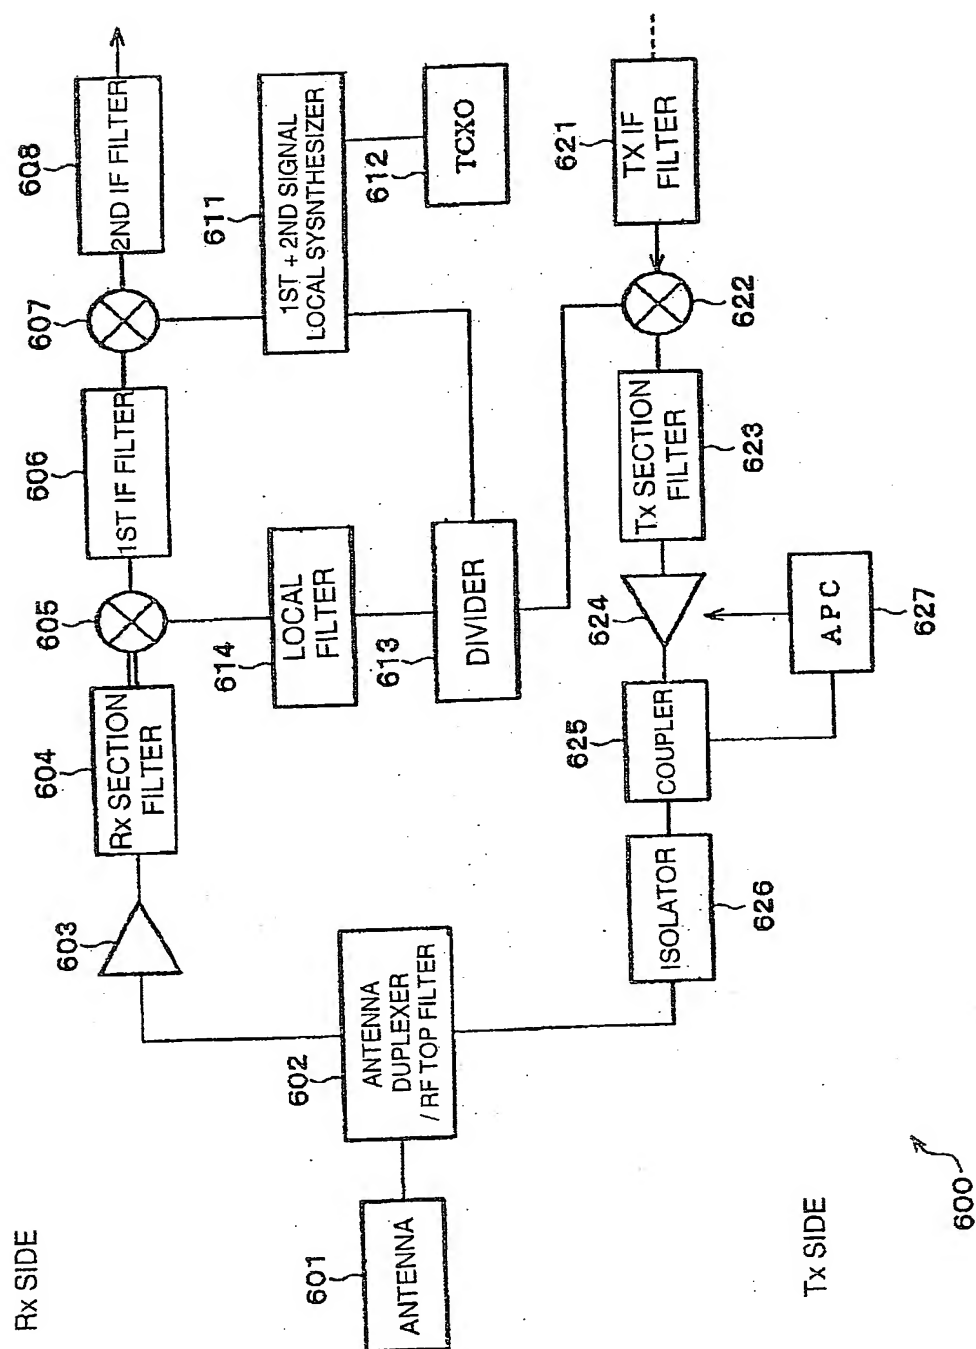 Rx SIDE
603
604
Rx SECTION
FILTER
605
606
1ST IF FILTER
607
608
2ND IF FILTER
614
LOCAL
FILTER
611
1ST + 2ND SIGNAL
LOCAL SYSNTHESIZER
612
TCXO
613
DIVIDER
601
ANTENNA
602
ANTENNA
DUPLEXER
/ RF TOP FILTER
626
ISOLATOR
625
COUPLER
624
623
Tx SECTION
FILTER
622
621
TX IF
FILTER
627
APC
Tx SIDE
600